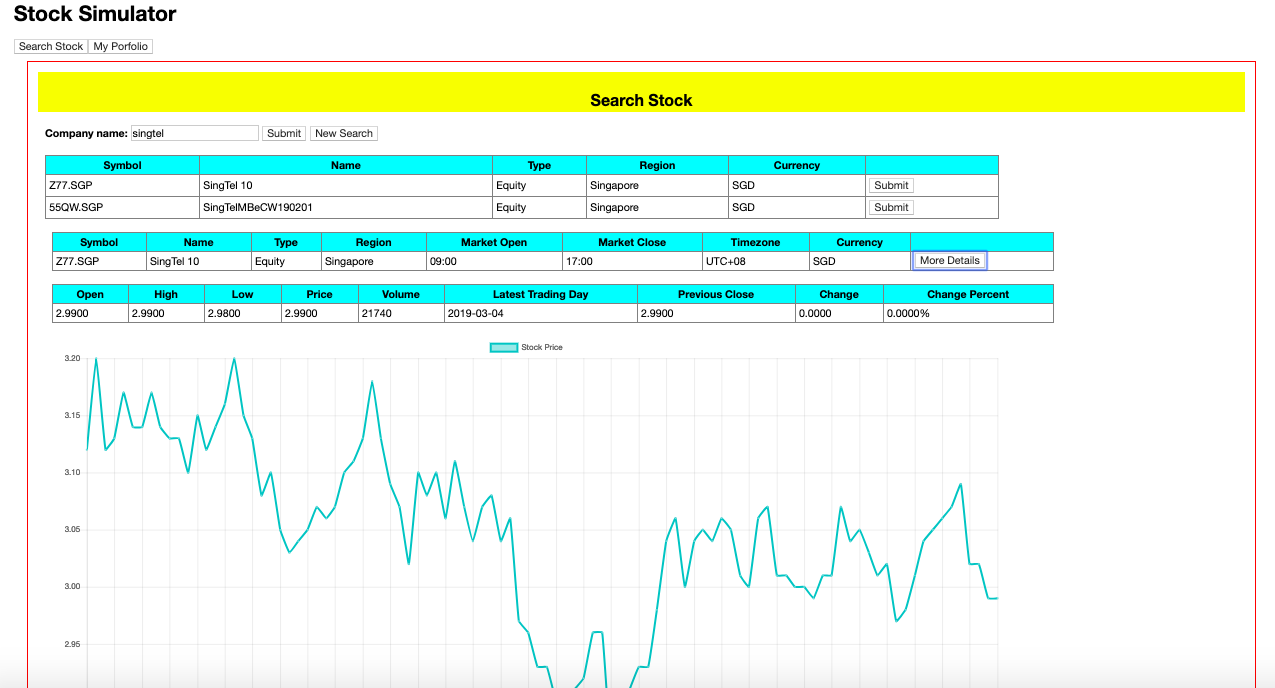 Stock Simulator
Search Stock My Porfolio
Search Stock
Company name: singtel Submit New Search
Symbol Name Type Region Currency
Z77.SGP SingTel 10 Equity Singapore SGD Submit
55QW.SGP SingTelMBeCW190201 Equity Singapore SGD Submit
Symbol Name Type Region Market Open Market Close Timezone Currency
Z77.SGP SingTel 10 Equity Singapore 09:00 17:00 UTC+08 SGD More Details
Open High Low Price Volume Latest Trading Day Previous Close Change Change Percent
2.9900 2.9900 2.9800 2.9900 21740 2019-03-04 2.9900 0.0000 0.0000%
Stock Price
3.20
3.15
3.10
3.05
3.00
2.95